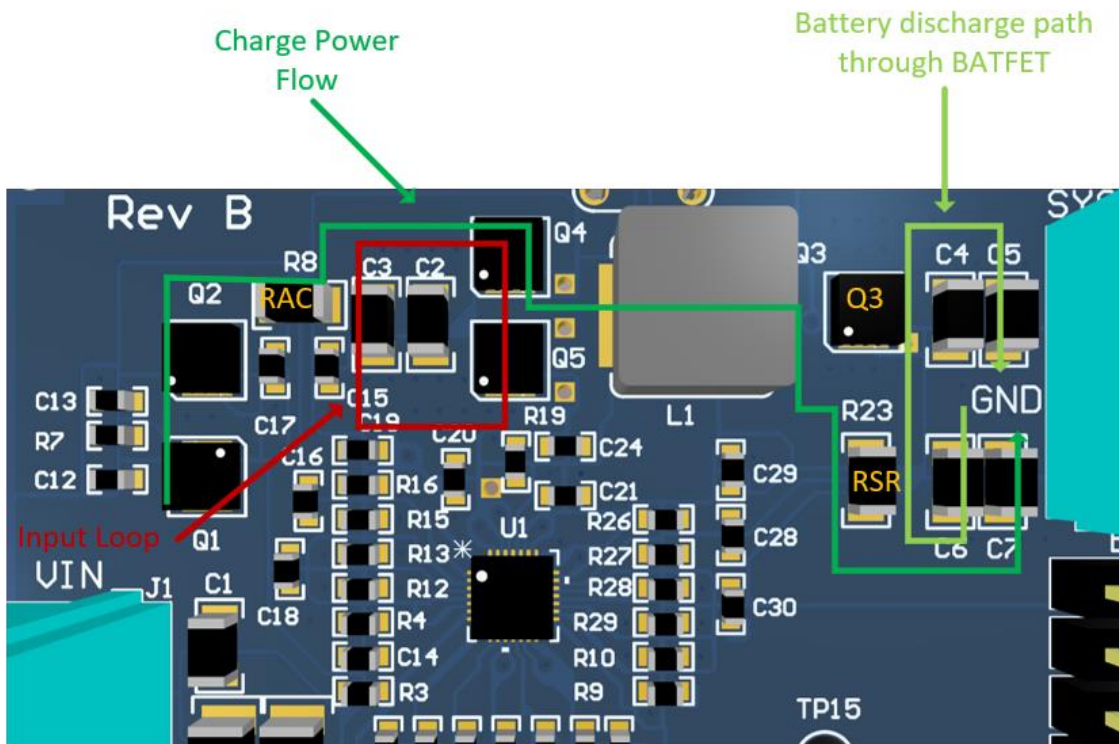 Charge Power
Flow
Battery discharge path
through BATFET
Rev B
SYS
Q4
Q3
C4
C5
R8
C3
C2
Q2
RAC
Q3
Q5
C13
C15
C17
R19
L1
GND
R23
R7
C19
C20
C24
C16
C29
C12
R16
C21
RSR
Input Loop
Q1
R15
U1
R26
C28
R13
R27
C6
C7
VIN
J1
C1
C18
R12
R28
C30
R4
R29
C14
R10
R3
R9
TP15